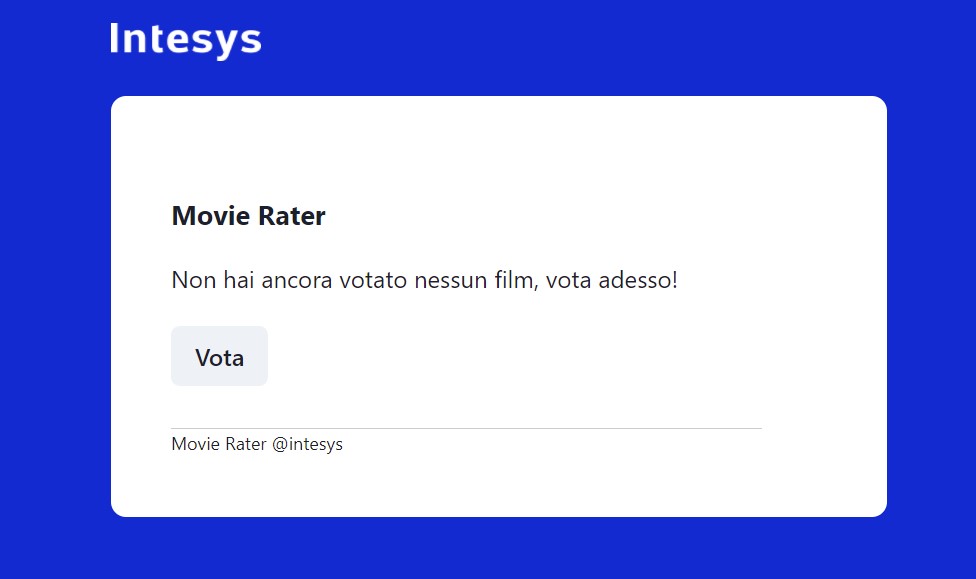 Intesys
Movie Rater
Non hai ancora votato nessun film, vota adesso!
Vota
Movie Rater @intesys